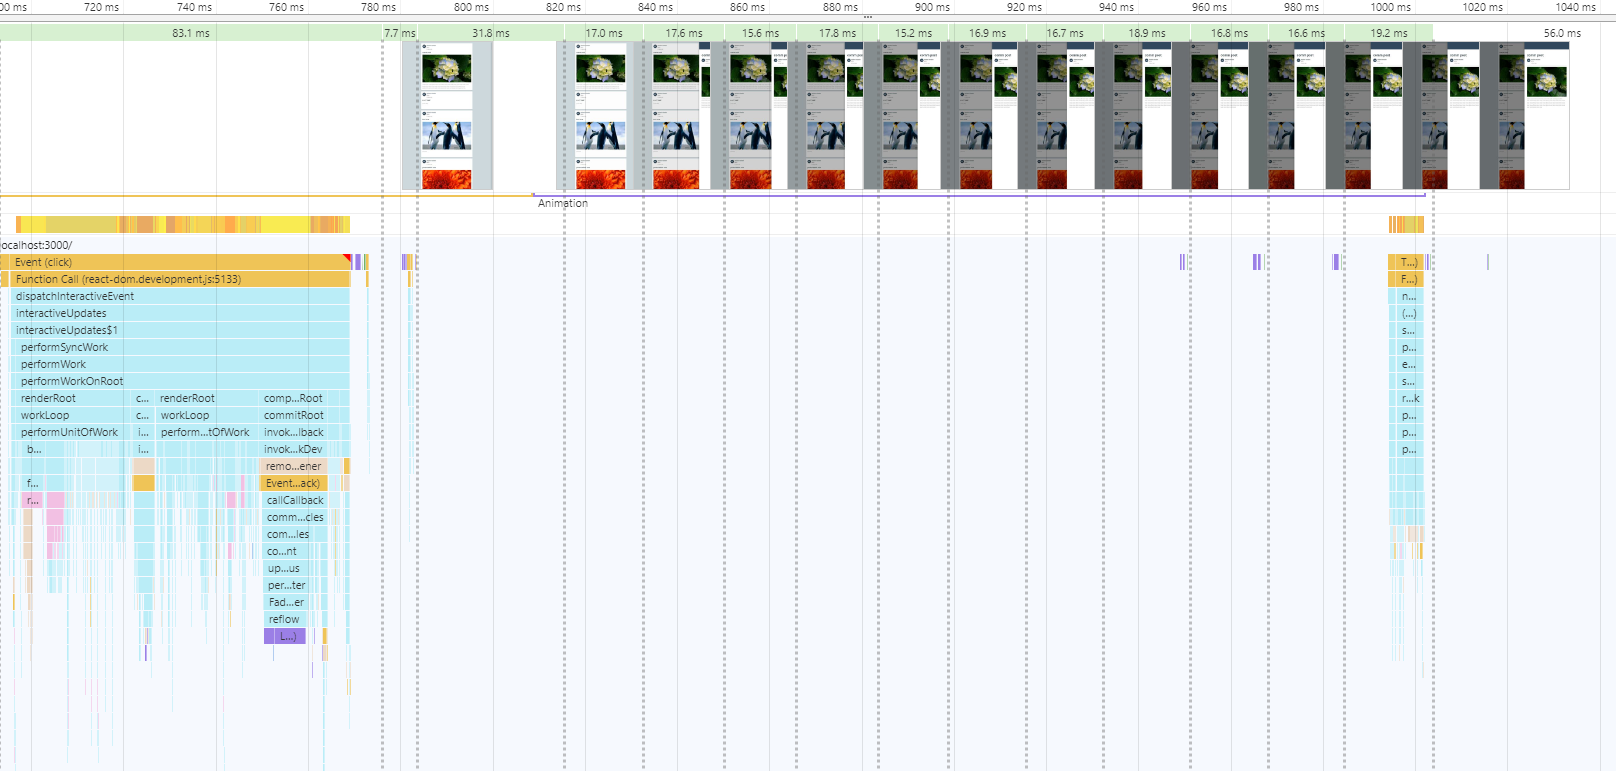 00 ms 720 ms 740 ms 760 ms 780 ms 800 ms 820 ms 840 ms 860 ms 880 ms 900 ms 920 ms 940 ms 960 ms 980 ms 1000 ms 1020 ms 1040 ms
83.1 ms 7.7 ms 31.8 ms 17.0 ms 17.6 ms 15.6 ms 17.8 ms 15.2 ms 16.9 ms 16.7 ms 18.9 ms 16.8 ms 16.6 ms 19.2 ms 56.0 ms
Animation
ocalhost:3000/
Event (click) T...)
Function Call (react-dom.development.js:5133) F...)
dispatchInteractiveEvent n...
interactiveUpdates (...)
interactiveUpdates$1 s...
performSyncWork p...
performWork e...
performWorkOnRoot s...
renderRoot c... renderRoot comp...Root r...k
workLoop c... workLoop commitRoot p...
performUnitOfWork i... perform...tOfWork invok...lback p...
b... i... invok...kDev p...
remo...ener
f... Event...ack)
r... callCallback
comm...cles
com...les
co...nt
up...us
per...ter
Fad...er
reflow
L...)